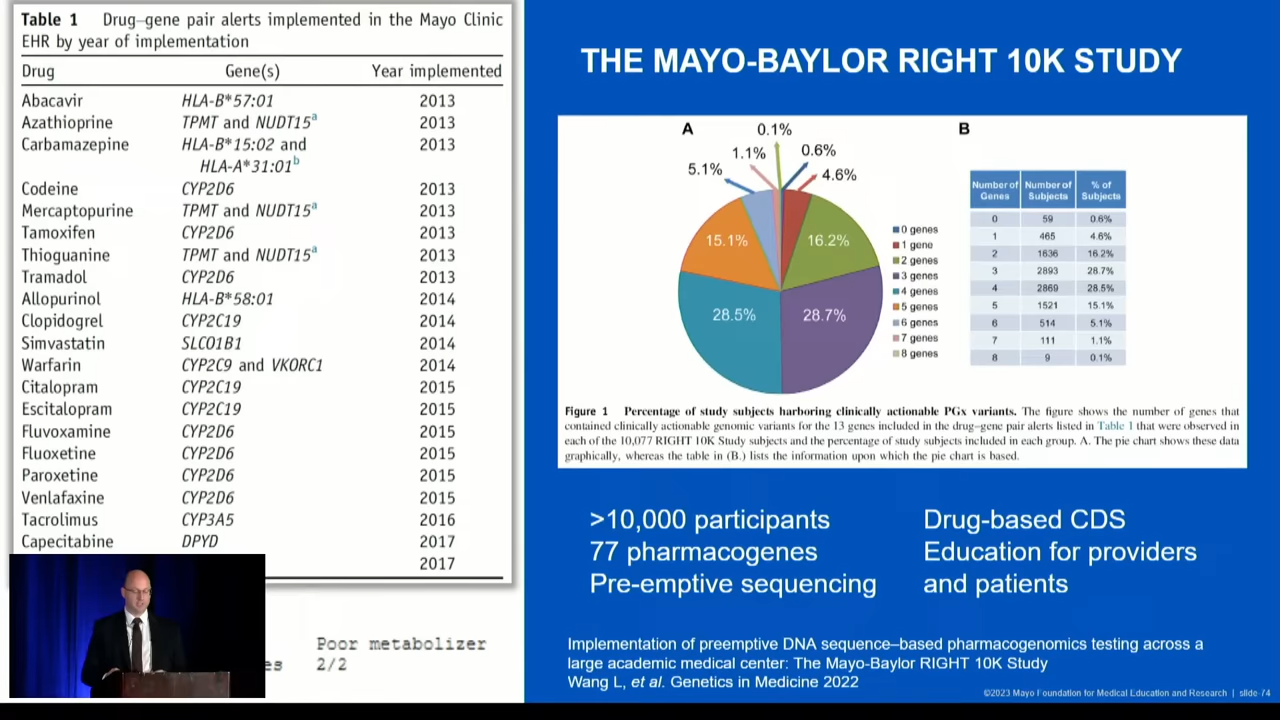 Table 1 Drug–gene pair alerts implemented in the Mayo Clinic
EHR by year of implementation
Drug Gene(s) Year implemented
Abacavir HLA-B*57:01 2013
Azathioprine TPMT and NUDT15a 2013
Carbamazepine HLA-B*15:02 and 2013
HLA-A*31:01b
Codeine CYP2D6 2013
Mercaptopurine TPMT and NUDT15a 2013
Tamoxifen CYP2D6 2013
Thioguanine TPMT and NUDT15a 2013
Tramadol CYP2D6 2013
Allopurinol HLA-B*58:01 2014
Clopidogrel CYP2C19 2014
Simvastatin SLCO1B1 2014
Warfarin CYP2C9 and VKORC1 2014
Citalopram CYP2C19 2015
Escitalopram CYP2C19 2015
Fluvoxamine CYP2D6 2015
Fluoxetine CYP2D6 2015
Paroxetine CYP2D6 2015
Venlafaxine CYP2D6 2015
Tacrolimus CYP3A5 2016
Capecitabine DPYD 2017
2017
Poor metabolizer
es 2/2
THE MAYO-BAYLOR RIGHT 10K STUDY
A
0.1%
1.1% 0.6%
5.1% 4.6%
15.1% 16.2%
28.5% 28.7%
0 genes
1 gene
2 genes
3 genes
4 genes
5 genes
6 genes
7 genes
8 genes
B
Number of Genes Number of Subjects % of Subjects
0 59 0.6%
1 465 4.6%
2 1636 16.2%
3 2893 28.7%
4 2869 28.5%
5 1521 15.1%
6 514 5.1%
7 111 1.1%
8 9 0.1%
Figure 1 Percentage of study subjects harboring clinically actionable PGx variants. The figure shows the number of genes that
contained clinically actionable genomic variants for the 13 genes included in the drug–gene pair alerts listed in Table 1 that were observed in
each of the 10,077 RIGHT 10K Study subjects and the percentage of study subjects included in each group. A. The pie chart shows these data
graphically, whereas the table in (B.) lists the information upon which the pie chart is based.
>10,000 participants
77 pharmacogenes
Pre-emptive sequencing
Drug-based CDS
Education for providers
and patients
Implementation of preemptive DNA sequence–based pharmacogenomics testing across a
large academic medical center: The Mayo-Baylor RIGHT 10K Study
Wang L, et al. Genetics in Medicine 2022
©2023 Mayo Foundation for Medical Education and Research | slide-74